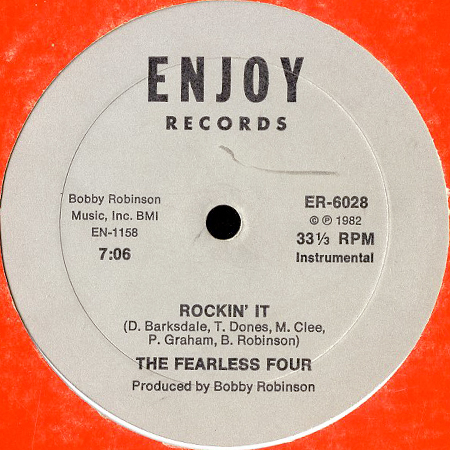 ENJOY
RECORDS
Bobby Robinson
Music, Inc. BMI
EN-1158
7:06
ER-6028
© ℗ 1982
33⅓ RPM
Instrumental
ROCKIN' IT
(D. Barksdale, T. Dones, M. Clee,
P. Graham, B. Robinson)
THE FEARLESS FOUR
Produced by Bobby Robinson